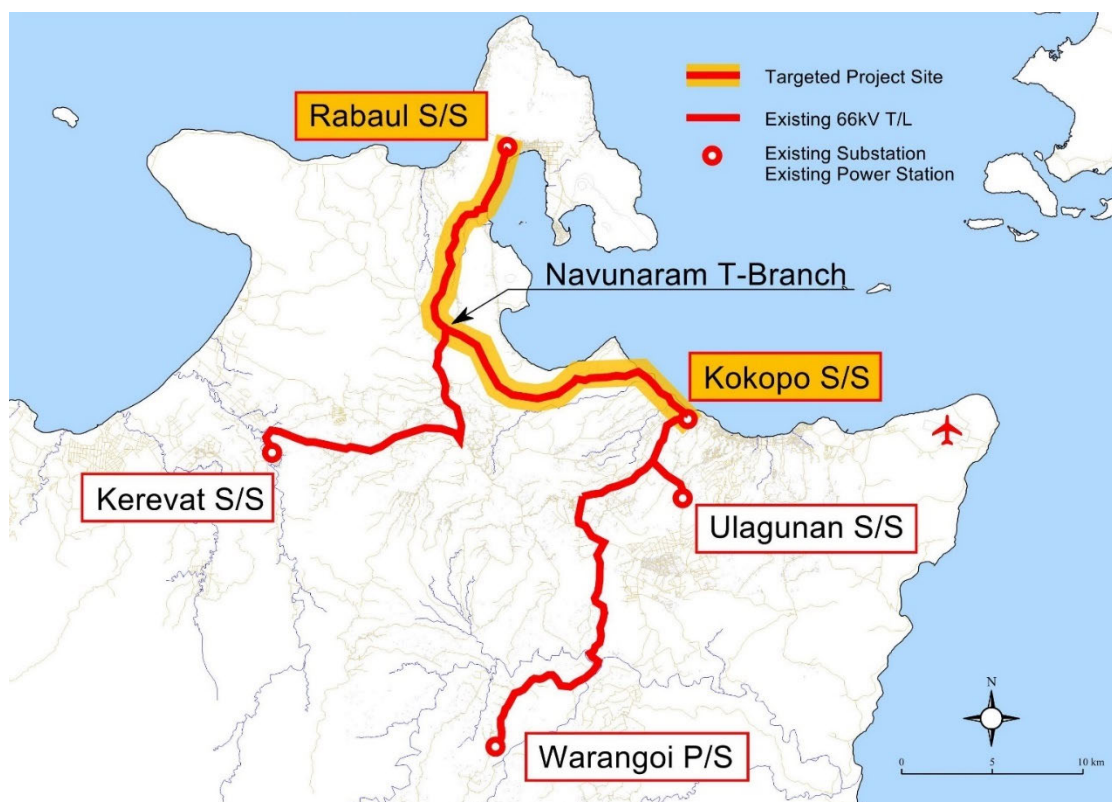 Rabaul S/S
Targeted Project Site
Existing 66kV T/L
Existing Substation
Existing Power Station
Navunaram T-Branch
Kokopo S/S
Kerevat S/S
Ulagunan S/S
Warangoi P/S
N
0 5 10 km